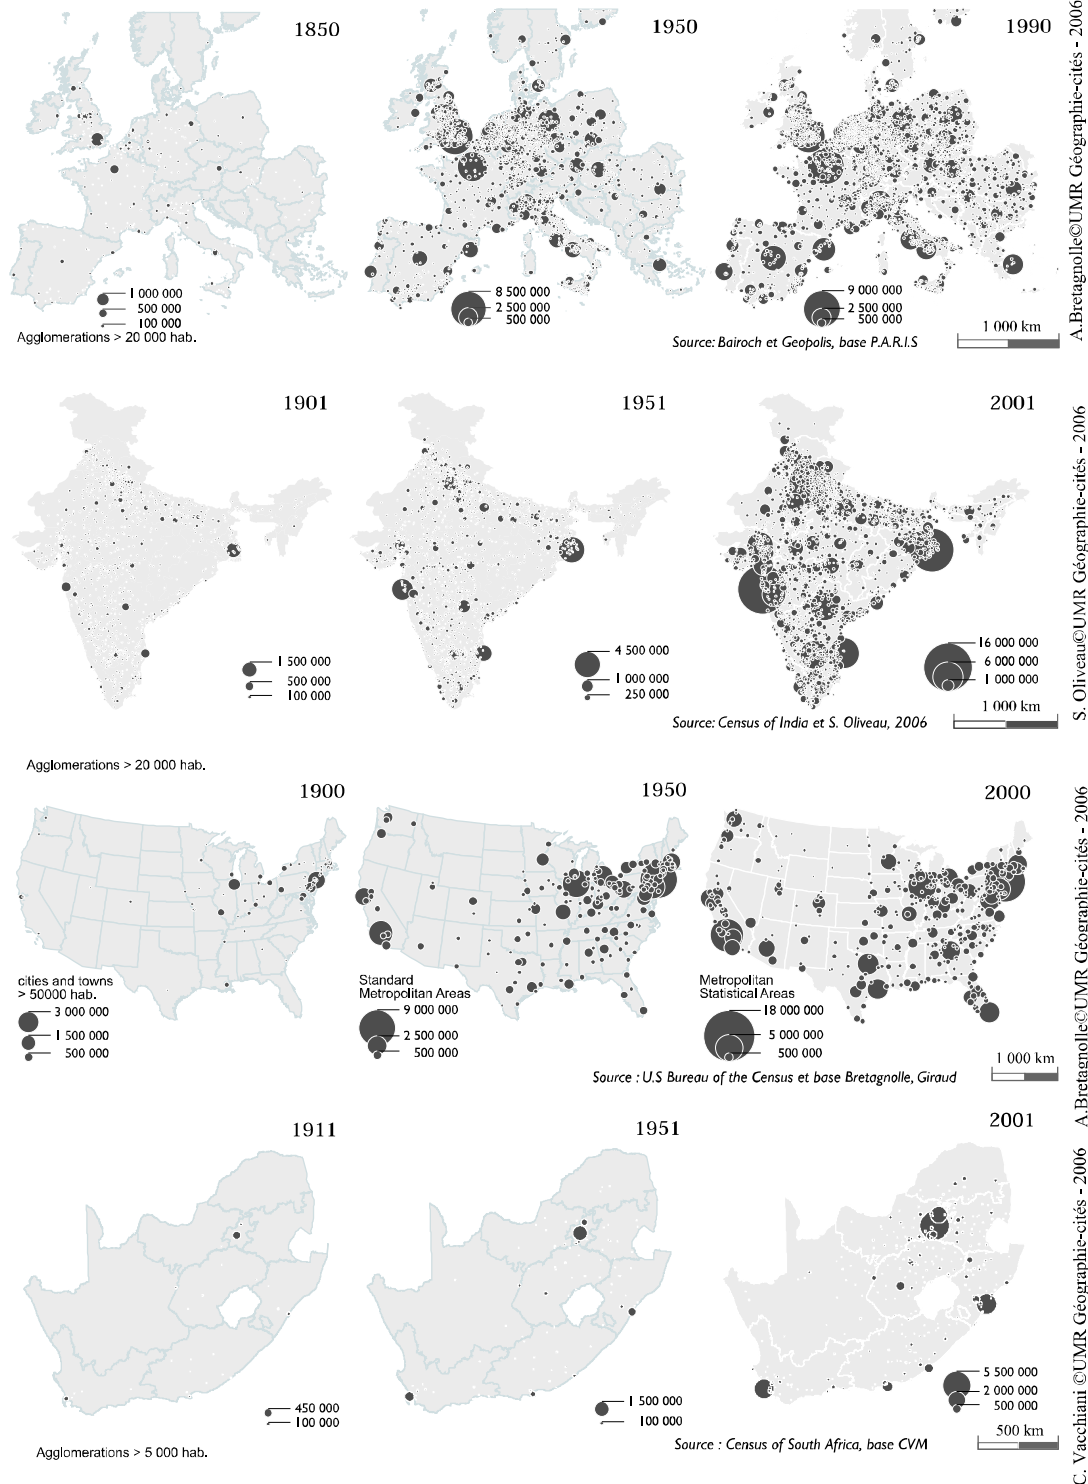 1850
1950
1990
1 000 000
500 000
100 000
Agglomerations > 20 000 hab.
8 500 000
2 500 000
500 000
9 000 000
2 500 000
500 000
1 000 km
Source: Bairoch et Geopolis, base P.A.R.I.S
A.Bretagnolle©UMR Géographie-cités - 2006
1901
1951
2001
1 500 000
500 000
100 000
4 500 000
1 000 000
250 000
16 000 000
6 000 000
1 000 000
1 000 km
Source: Census of India et S. Oliveau, 2006
S. Oliveau©UMR Géographie-cités - 2006
Agglomerations > 20 000 hab.
1900
1950
2000
cities and towns
> 50000 hab.
3 000 000
1 500 000
500 000
Standard
Metropolitan Areas
9 000 000
2 500 000
500 000
Metropolitan
Statistical Areas
18 000 000
5 000 000
500 000
1 000 km
Source : U.S Bureau of the Census et base Bretagnolle, Giraud
A.Bretagnolle©UMR Géographie-cités - 2006
1911
1951
2001
450 000
100 000
1 500 000
100 000
5 500 000
2 000 000
500 000
500 km
Agglomerations > 5 000 hab.
Source : Census of South Africa, base CVM
C. Vacchiani ©UMR Géographie-cités - 2006